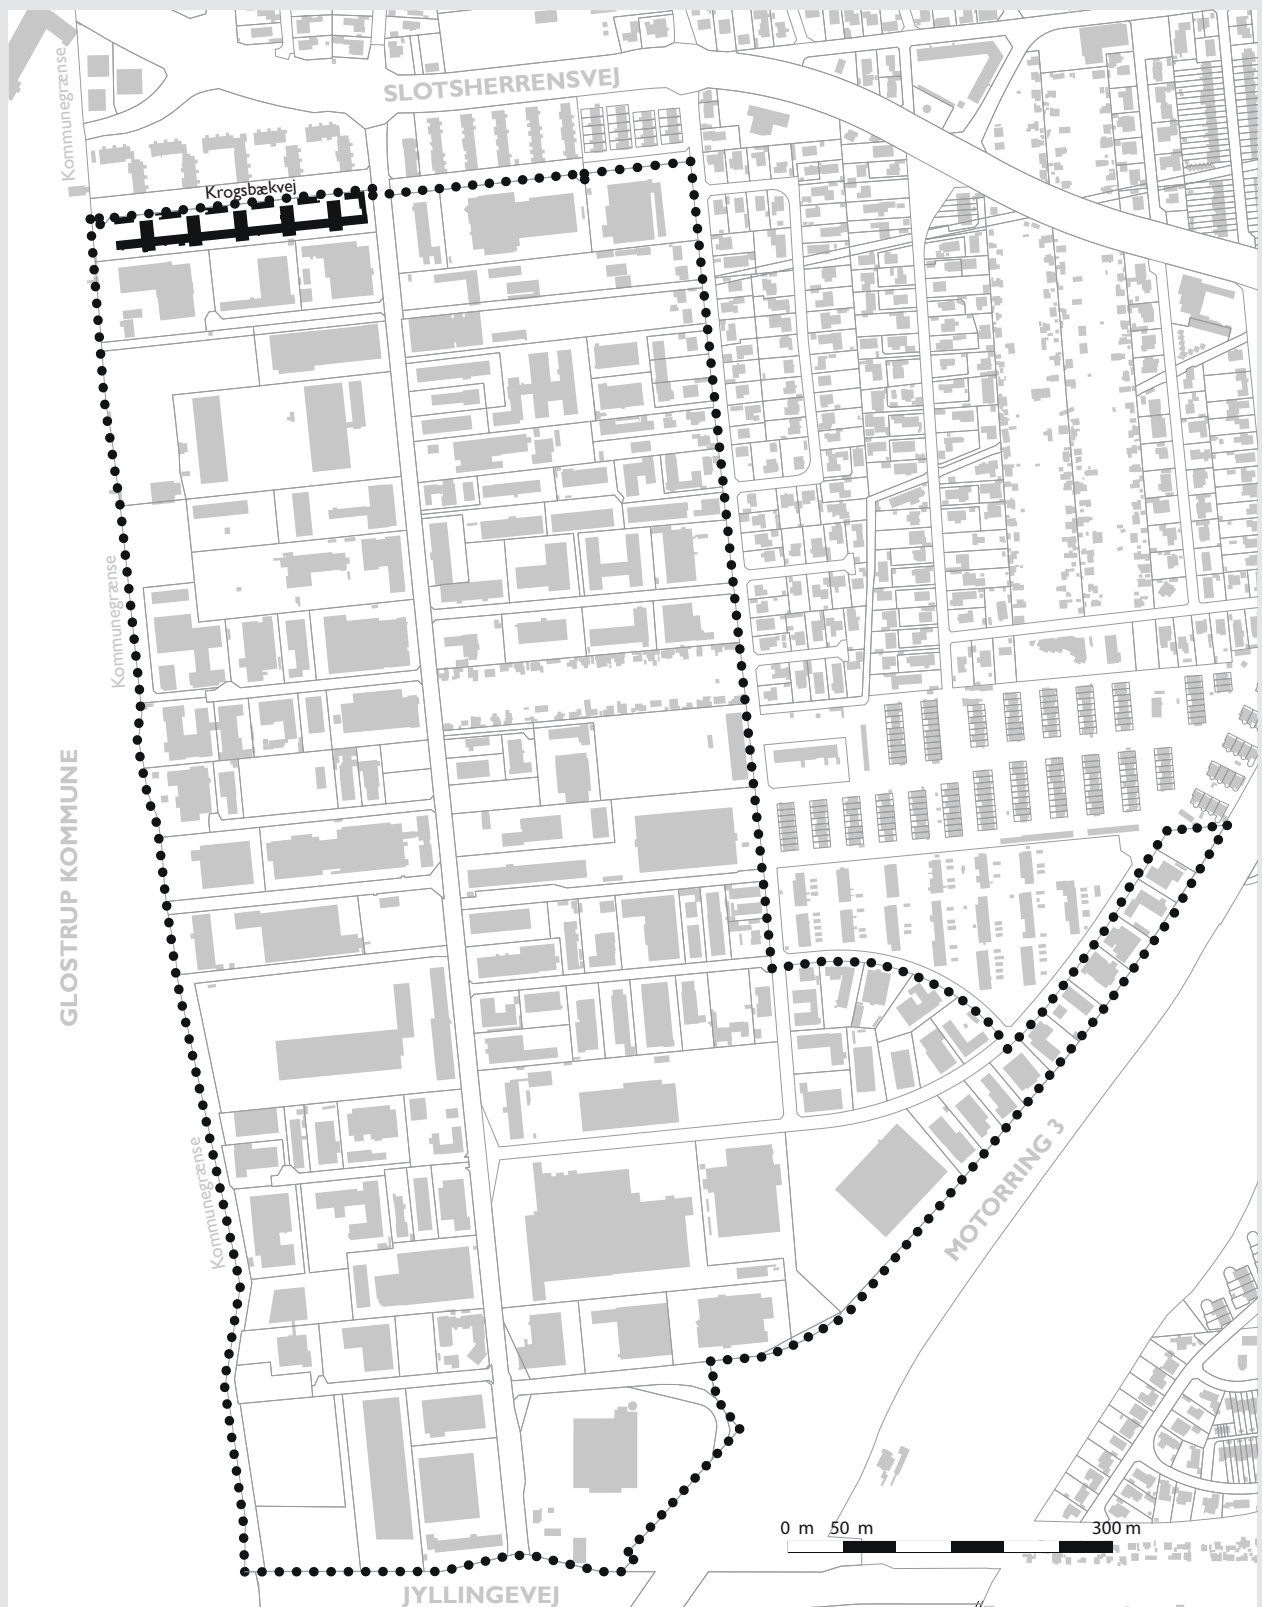 Kommunegrænse
SLOTSHERRENSVEJ
Krogsbækvej
Kommunegrænse
GLOSTRUP KOMMUNE
Kommunegrænse
MOTORRING 3
0 m 50 m 300 m
JYLLINGEVEJ